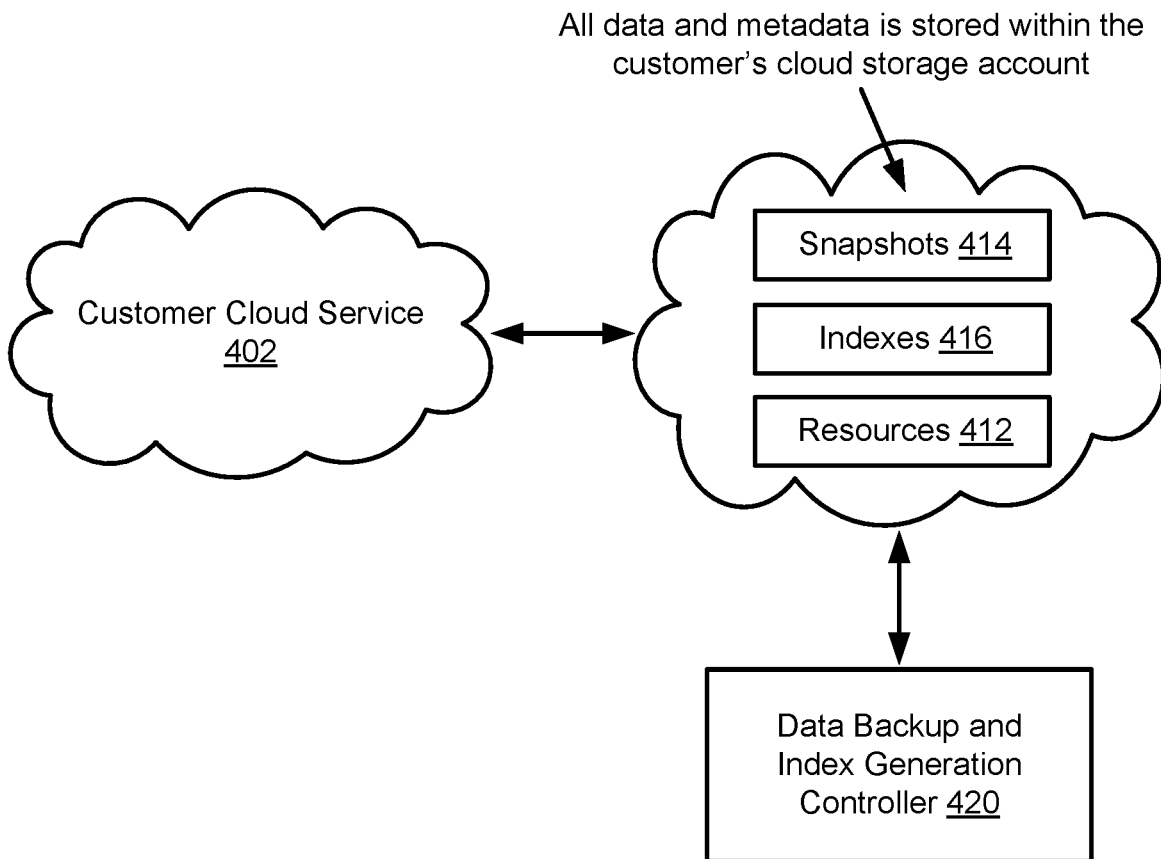 All data and metadata is stored within the
customer's cloud storage account
Snapshots 414
Customer Cloud Service
402
Indexes 416
Resources 412
Data Backup and
Index Generation
Controller 420